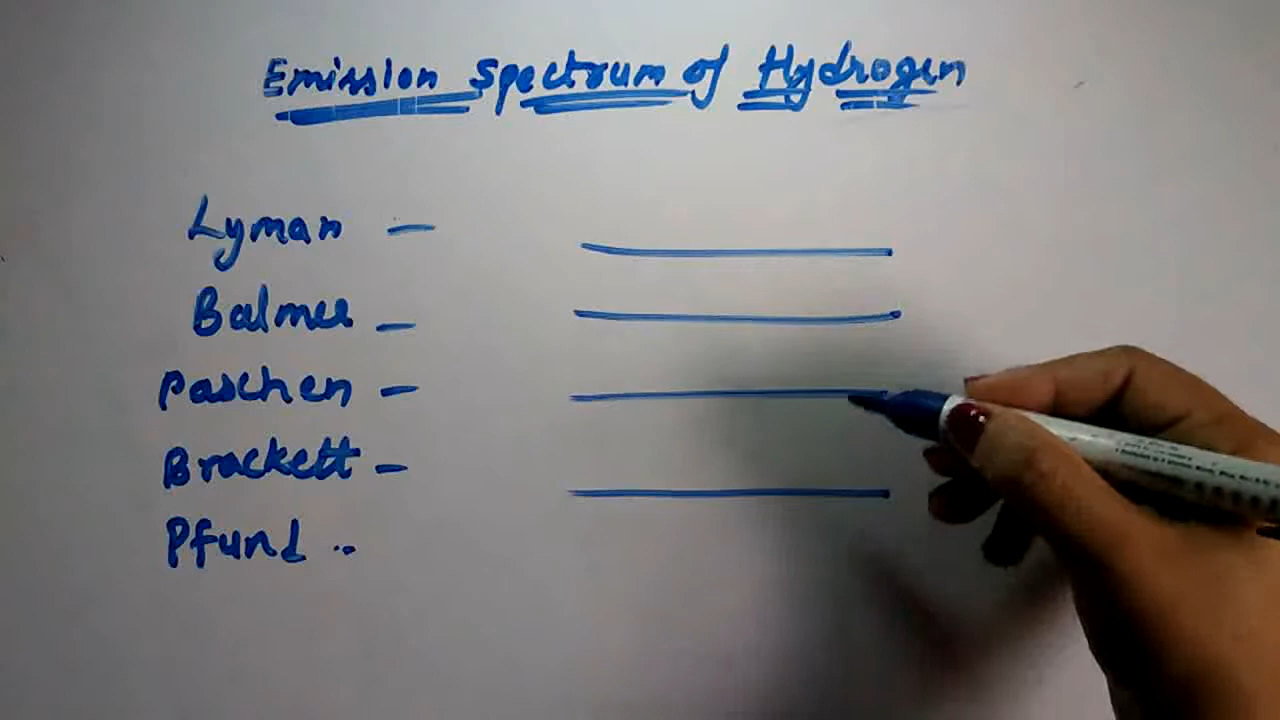 Emission Spectrum of Hydrogen
Lyman –
Balmer –
Paschen –
Brackett –
Pfund ..